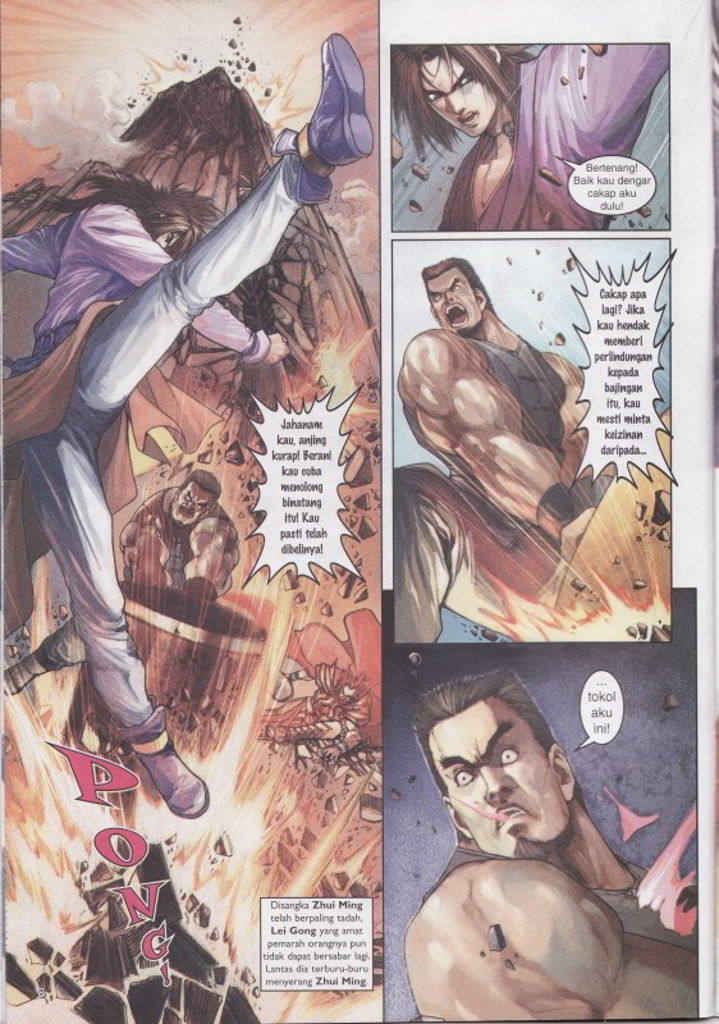 Jahanam
kau, anjing
kurap! Berani
kau cuba
menolong
binatang
itu! Kau
pasti telah
dibelinya!
PONG!
Disangka Zhui Ming
telah berpaling tadah,
Lei Gong yang amat
pemarah orangnya pun
tidak dapat bersabar lagi.
Lantas dia terburu-buru
menyerang Zhui Ming.
Bertenang!
Baik kau dengar
cakap aku
dulu!
Cakap apa
lagi? Jika
kau hendak
memberi
perlindungan
kepada
bajingan
itu, kau
mesti minta
keizinan
daripada...
...
tokol
aku
ini!